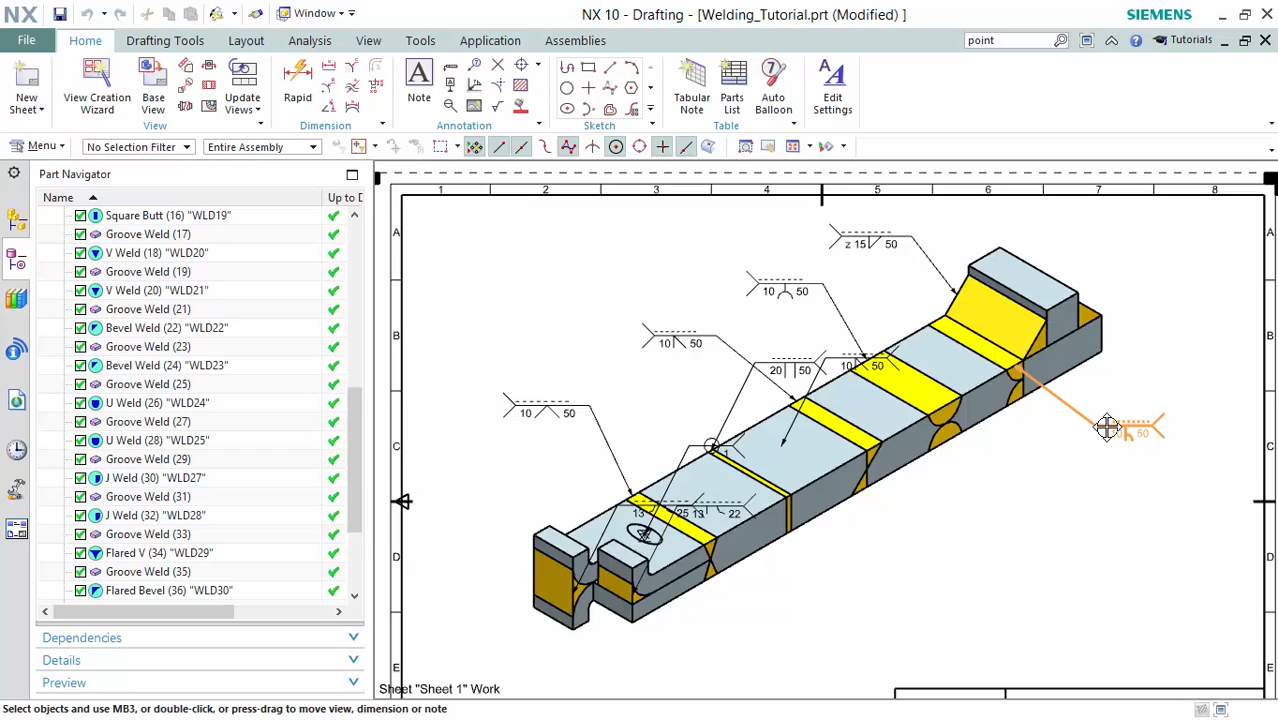 NX Window NX 10 - Drafting - [Welding_Tutorial.prt (Modified) ] SIEMENS
File Home Drafting Tools Layout Analysis View Tools Application Assemblies point Tutorials
New Sheet View Creation Wizard Base View Update Views Rapid Note Tabular Note Parts List Auto Balloon Edit Settings
View Dimension Annotation Sketch Table
Menu No Selection Filter Entire Assembly
Part Navigator
Name Up to D
Square Butt (16) "WLD19"
Groove Weld (17)
V Weld (18) "WLD20"
Groove Weld (19)
V Weld (20) "WLD21"
Groove Weld (21)
Bevel Weld (22) "WLD22"
Groove Weld (23)
Bevel Weld (24) "WLD23"
Groove Weld (25)
U Weld (26) "WLD24"
Groove Weld (27)
U Weld (28) "WLD25"
Groove Weld (29)
J Weld (30) "WLD27"
Groove Weld (31)
J Weld (32) "WLD28"
Groove Weld (33)
Flared V (34) "WLD29"
Groove Weld (35)
Flared Bevel (36) "WLD30"
Dependencies
Details
Preview
1 2 3 4 5 6 7 8
A A
z 15 50
10 50
B B
10 50
20 50 10 50
10 50
C C
50
1
13 25 13 22
D D
E E
Sheet "Sheet 1" Work
Select objects and use MB3, or double-click, or press-drag to move view, dimension or note